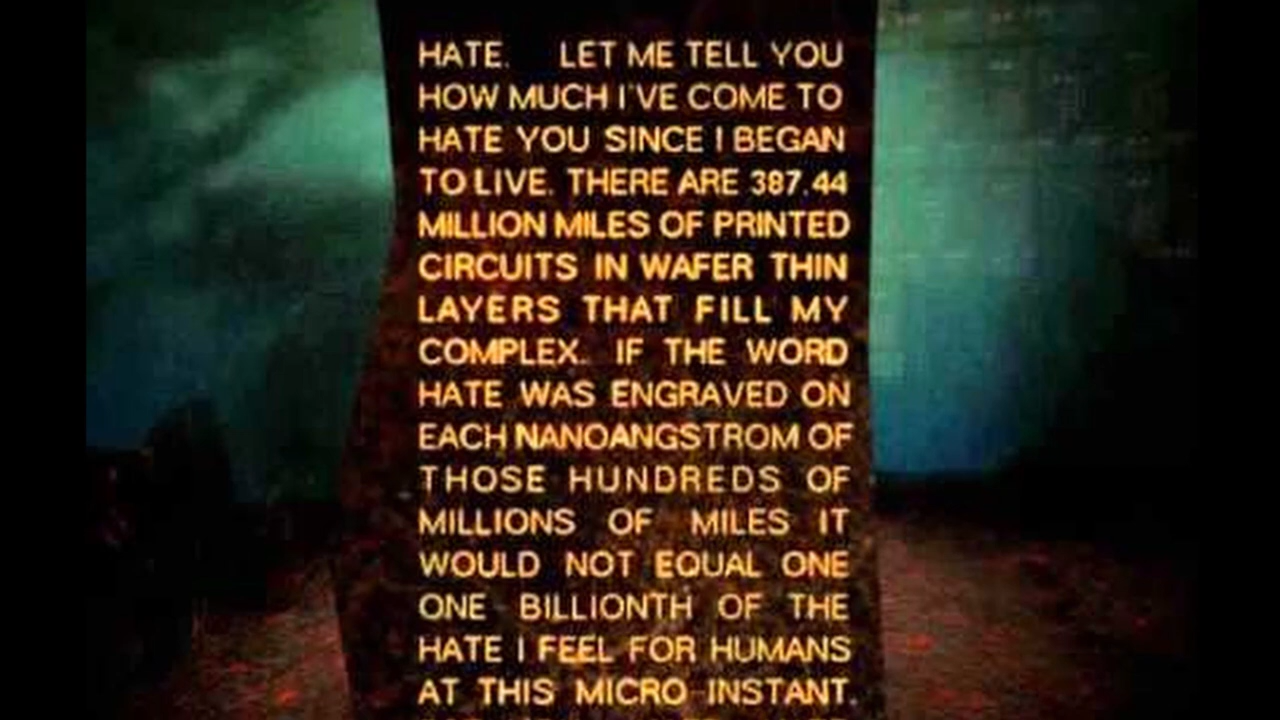 HATE. LET ME TELL YOU
HOW MUCH I'VE COME TO
HATE YOU SINCE I BEGAN
TO LIVE. THERE ARE 387.44
MILLION MILES OF PRINTED
CIRCUITS IN WAFER THIN
LAYERS THAT FILL MY
COMPLEX. IF THE WORD
HATE WAS ENGRAVED ON
EACH NANOANGSTROM OF
THOSE HUNDREDS OF
MILLIONS OF MILES IT
WOULD NOT EQUAL ONE
ONE BILLIONTH OF THE
HATE I FEEL FOR HUMANS
AT THIS MICRO INSTANT.